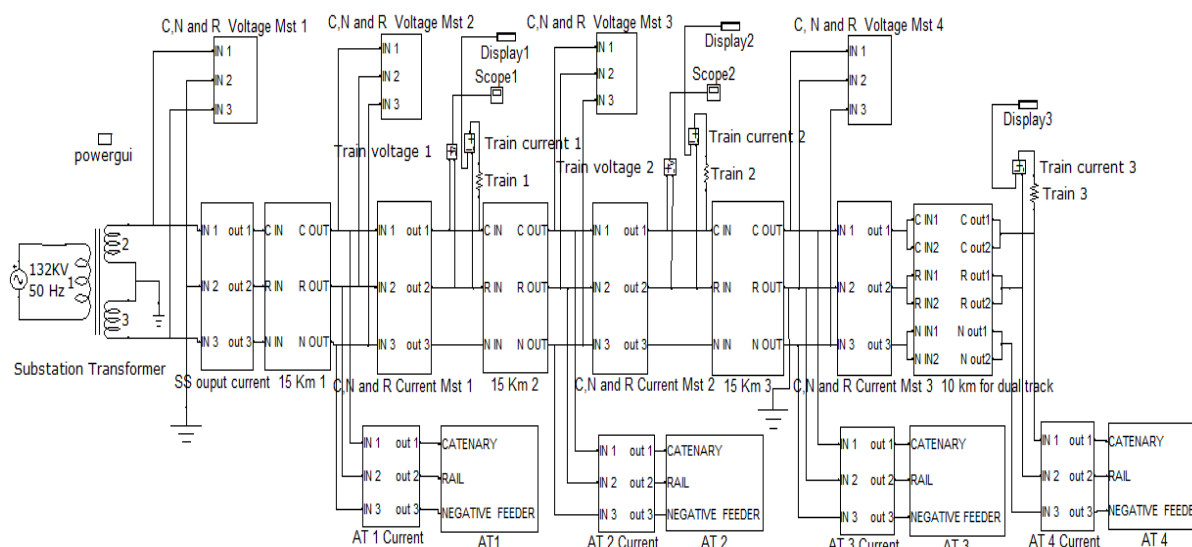 C,N and R Voltage Mst 1
C,N and R Voltage Mst 2
C,N and R Voltage Mst 3
C, N and R Voltage Mst 4
IN 1
IN 2
IN 3
IN 1
IN 2
IN 3
IN 1
IN 2
IN 3
IN 1
IN 2
IN 3
Display1
Scope1
Display2
Scope2
Display3
powergui
Train voltage 1
Train current 1
Train 1
Train voltage 2
Train current 2
Train 2
Train current 3
Train 3
132KV
50 Hz
1
2
3
Substation Transformer
IN 1 out 1
IN 2 out 2
IN 3 out 3
SS ouput current
C IN C OUT
R IN R OUT
N IN N OUT
15 Km 1
IN 1 out 1
IN 2 out 2
IN 3 out 3
C,N and R Current Mst 1
C IN C OUT
R IN R OUT
N IN N OUT
15 Km 2
IN 1 out 1
IN 2 out 2
IN 3 out 3
C,N and R Current Mst 2
C IN C OUT
R IN R OUT
N IN N OUT
15 Km 3
IN 1 out 1
IN 2 out 2
IN 3 out 3
C,N and R Current Mst 3
C IN1 C out1
C IN2 C out2
R IN1 R out1
R IN2 R out2
N IN1 N out1
N IN2 N out2
10 km for dual track
IN 1 out 1
IN 2 out 2
IN 3 out 3
AT 1 Current
CATENARY
RAIL
NEGATIVE FEEDER
AT1
IN 1 out 1
IN 2 out 2
IN 3 out 3
AT 2 Current
CATENARY
RAIL
NEGATIVE FEEDER
AT 2
IN 1 out 1
IN 2 out 2
IN 3 out 3
AT 3 Current
CATENARY
RAIL
NEGATIVE FEEDER
AT 3
IN 1 out 1
IN 2 out 2
IN 3 out 3
AT 4 Current
CATENARY
RAIL
NEGATIVE FEEDER
AT 4